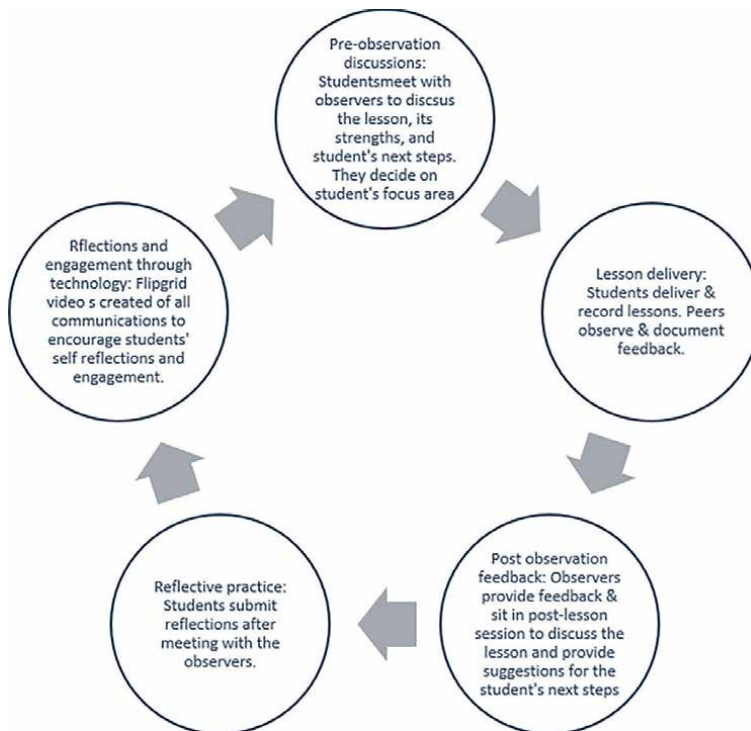 Pre-observation
discussions:
Studentsmeet with
observers to discsus
the lesson, its
strengths, and
student's next steps.
They decide on
student's focus area
Lesson delivery:
Students deliver &
record lessons. Peers
observe & document
feedback.
Post observation
feedback: Observers
provide feedback &
sit in post-lesson
session to discuss the
lesson and provide
suggestions for the
student's next steps
Reflective practice:
Students submit
reflections after
meeting with the
observers.
Rflections and
engagement through
technology: Flipgrid
video s created of all
communications to
encourage students'
self reflections and
engagement.